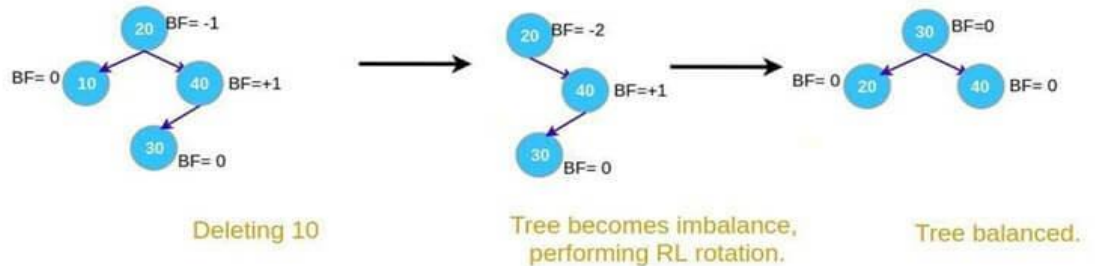 20 BF= -1
BF= 0 10
40 BF=+1
30
BF= 0
20 BF= -2
40 BF=+1
30
BF= 0
30 BF=0
BF= 0 20
40 BF= 0
Deleting 10
Tree becomes imbalance,
performing RL rotation.
Tree balanced.